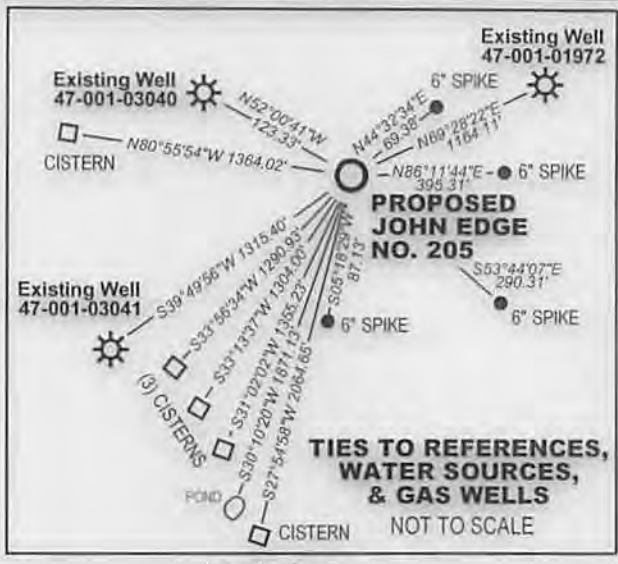 Existing Well
47-001-01972
Existing Well
47-001-03040
6" SPIKE
N52°00'41"W
123.33'
N44°32'34"E
69.38'
N69°28'22"E
1164.11'
N80°55'54"W 1364.02'
CISTERN
N86°11'44"E
395.31'
6" SPIKE
PROPOSED
JOHN EDGE
NO. 205
S39°49'56"W 1315.40'
S33°56'34"W 1290.93'
S33°13'37"W 1304.00'
S31°02'02"W 1355.23'
S30°10'20"W 1671.13'
S27°54'58"W 2064.65'
S05°18'29"W
87.13'
S53°44'07"E
290.31'
6" SPIKE
6" SPIKE
Existing Well
47-001-03041
(3) CISTERNS
POND
CISTERN
TIES TO REFERENCES,
WATER SOURCES,
& GAS WELLS
NOT TO SCALE